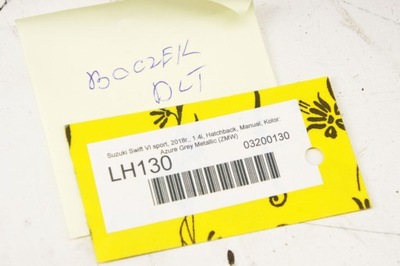 BOCZEK
DLT
Suzuki Swift VI sport, 2018r., 1.4i, Hatchback, Manual, Kolor:
Azure Grey Metallic (ZMW)
LH130
03200130